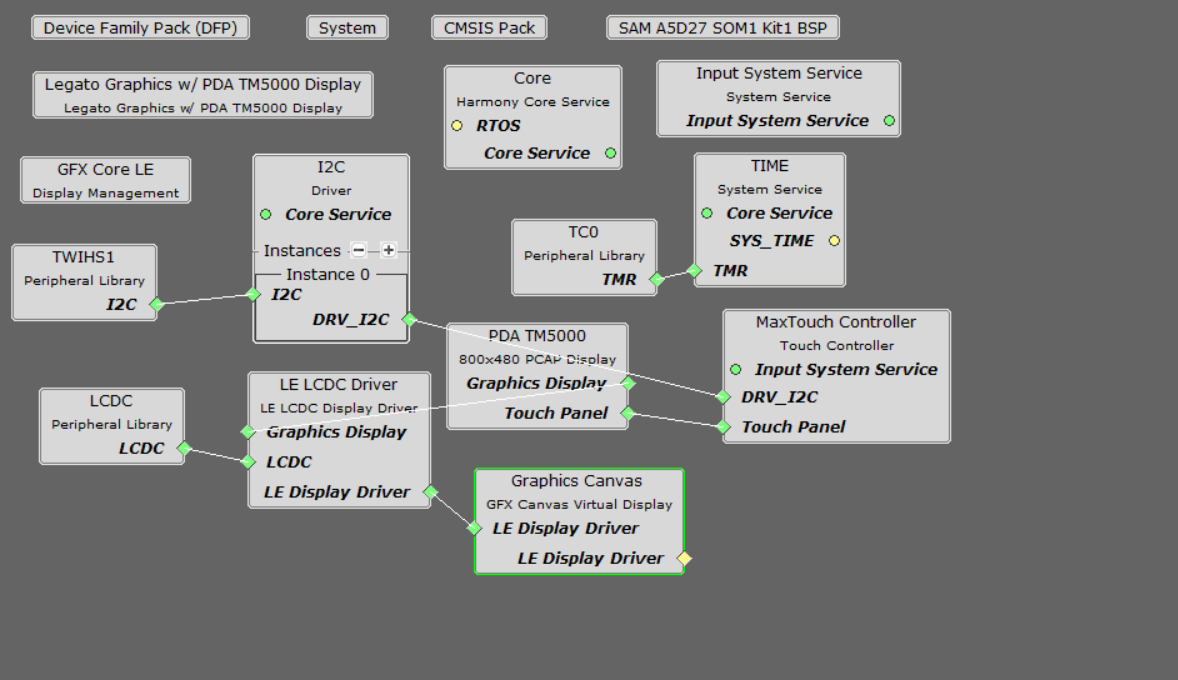 Device Family Pack (DFP)
System
CMSIS Pack
SAM A5D27 SOM1 Kit1 BSP
Legato Graphics w/ PDA TM5000 Display
Legato Graphics w/ PDA TM5000 Display
Core
Harmony Core Service
RTOS
Core Service
Input System Service
System Service
Input System Service
GFX Core LE
Display Management
I2C
Driver
Core Service
Instances
Instance 0
I2C
DRV_I2C
TIME
System Service
Core Service
SYS_TIME
TMR
TC0
Peripheral Library
TMR
TWIHS1
Peripheral Library
I2C
PDA TM5000
800x480 PCAP Display
Graphics Display
Touch Panel
MaxTouch Controller
Touch Controller
Input System Service
DRV_I2C
Touch Panel
LCDC
Peripheral Library
LCDC
LE LCDC Driver
LE LCDC Display Driver
Graphics Display
LCDC
LE Display Driver
Graphics Canvas
GFX Canvas Virtual Display
LE Display Driver
LE Display Driver